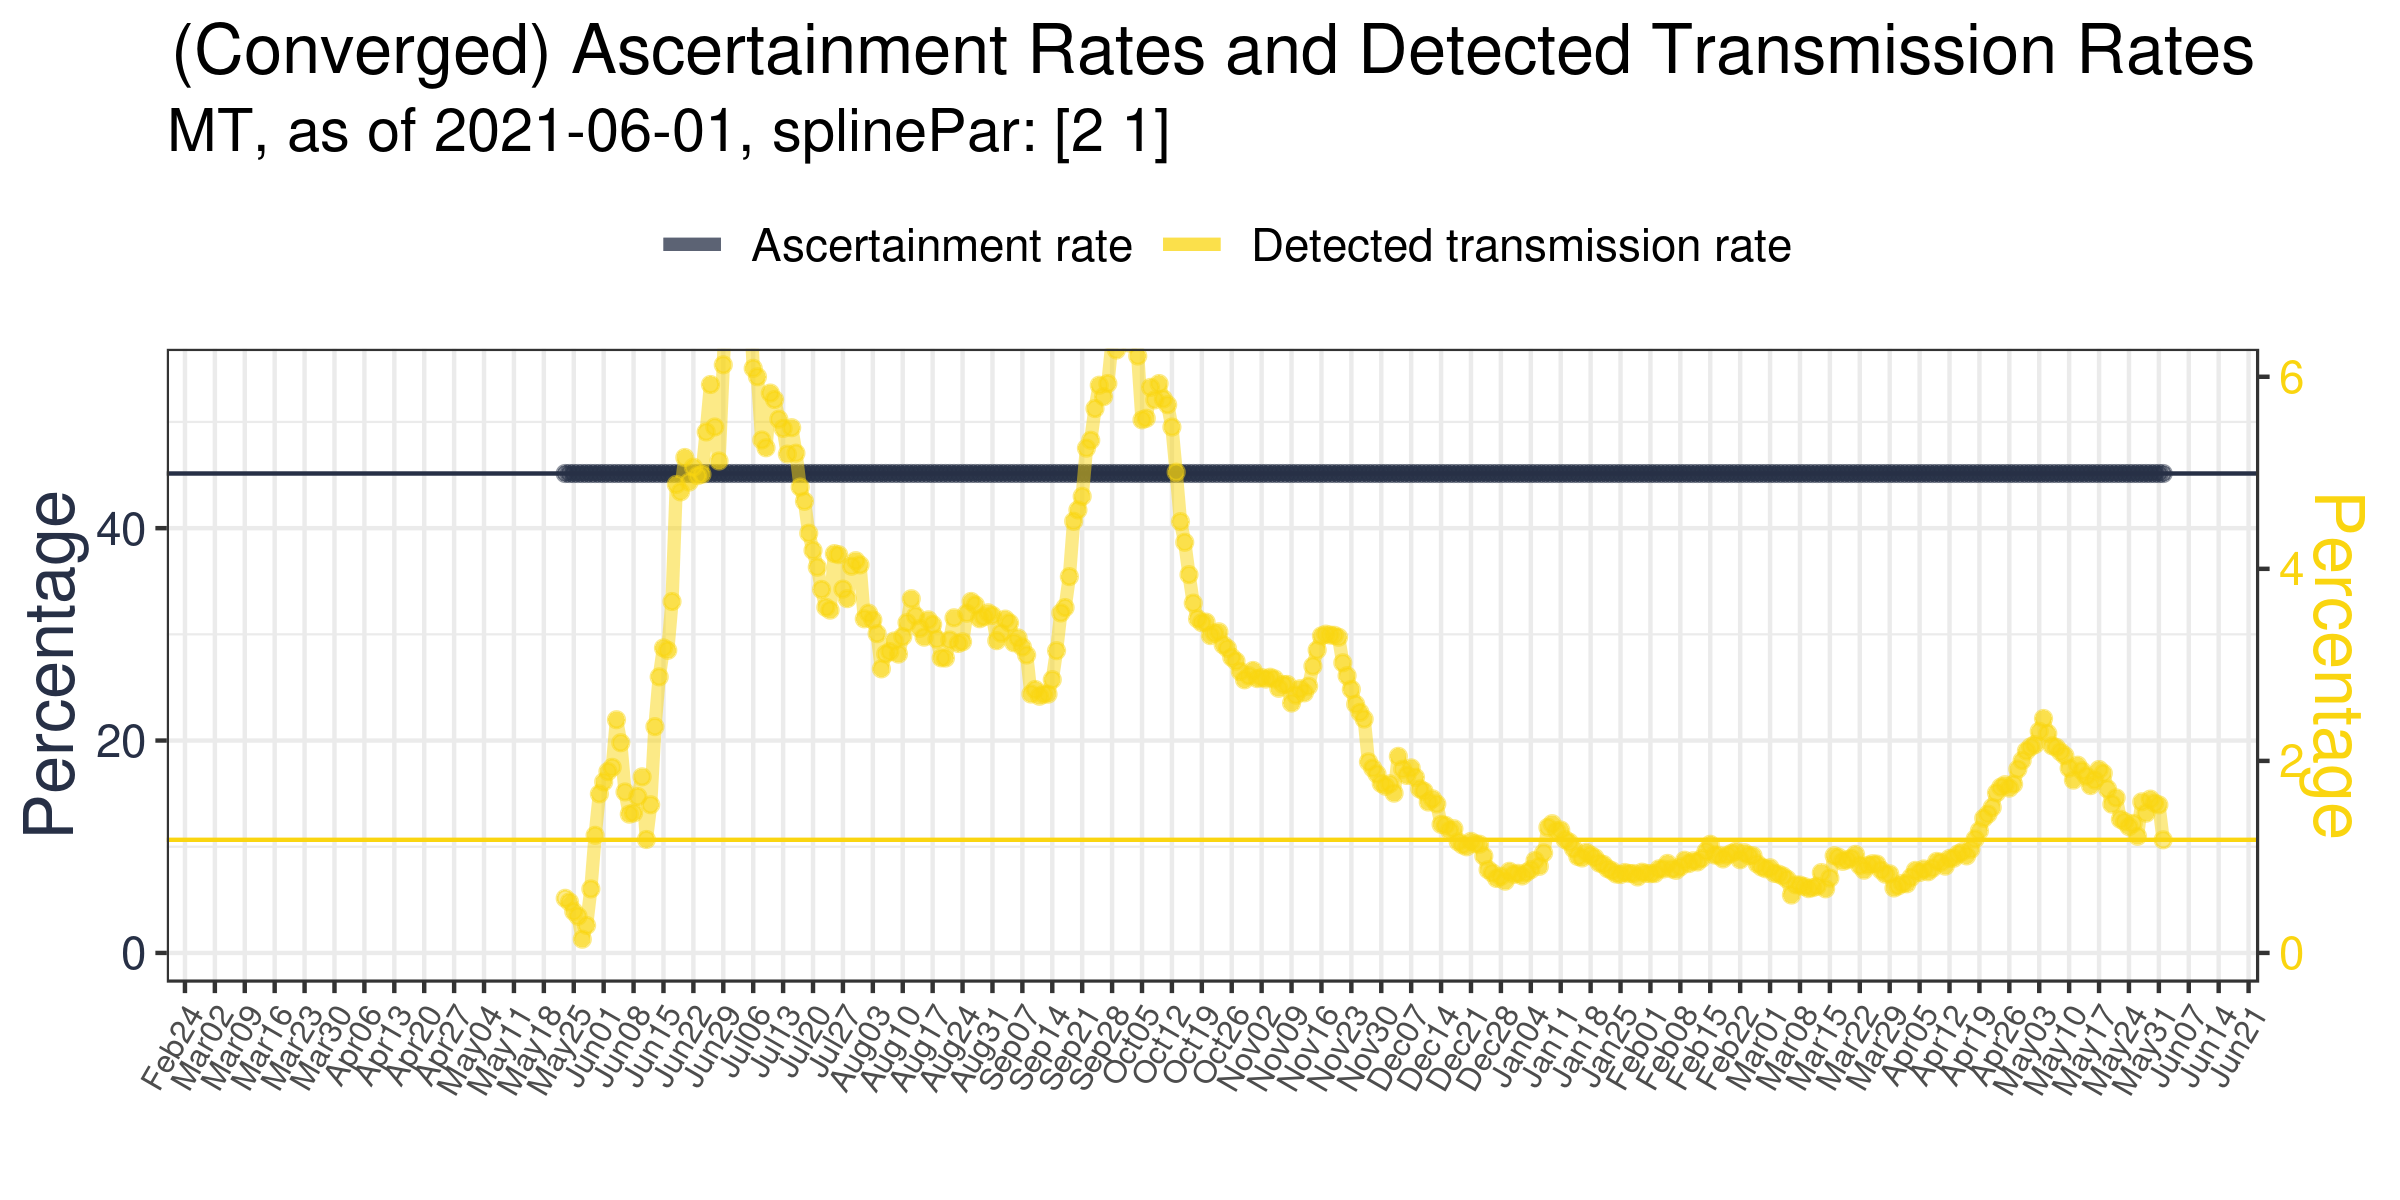 (Converged) Ascertainment Rates and Detected Transmission Rates
MT, as of 2021-06-01, splinePar: [2 1]
Ascertainment rate Detected transmission rate
Percentage
40
20
0
6
4
2
0
Percentage
Feb24 Mar02 Mar09 Mar16 Mar23 Mar30 Apr06 Apr13 Apr20 Apr27 May04 May11 May18 May25 Jun01 Jun08 Jun15 Jun22 Jun29 Jul06 Jul13 Jul20 Jul27 Aug03 Aug10 Aug17 Aug24 Aug31 Sep07 Sep14 Sep21 Sep28 Oct05 Oct12 Oct19 Oct26 Nov02 Nov09 Nov16 Nov23 Nov30 Dec07 Dec14 Dec21 Dec28 Jan04 Jan11 Jan18 Jan25 Feb01 Feb08 Feb15 Feb22 Mar01 Mar08 Mar15 Mar22 Mar29 Apr05 Apr12 Apr19 Apr26 May03 May10 May17 May24 May31 Jun07 Jun14 Jun21